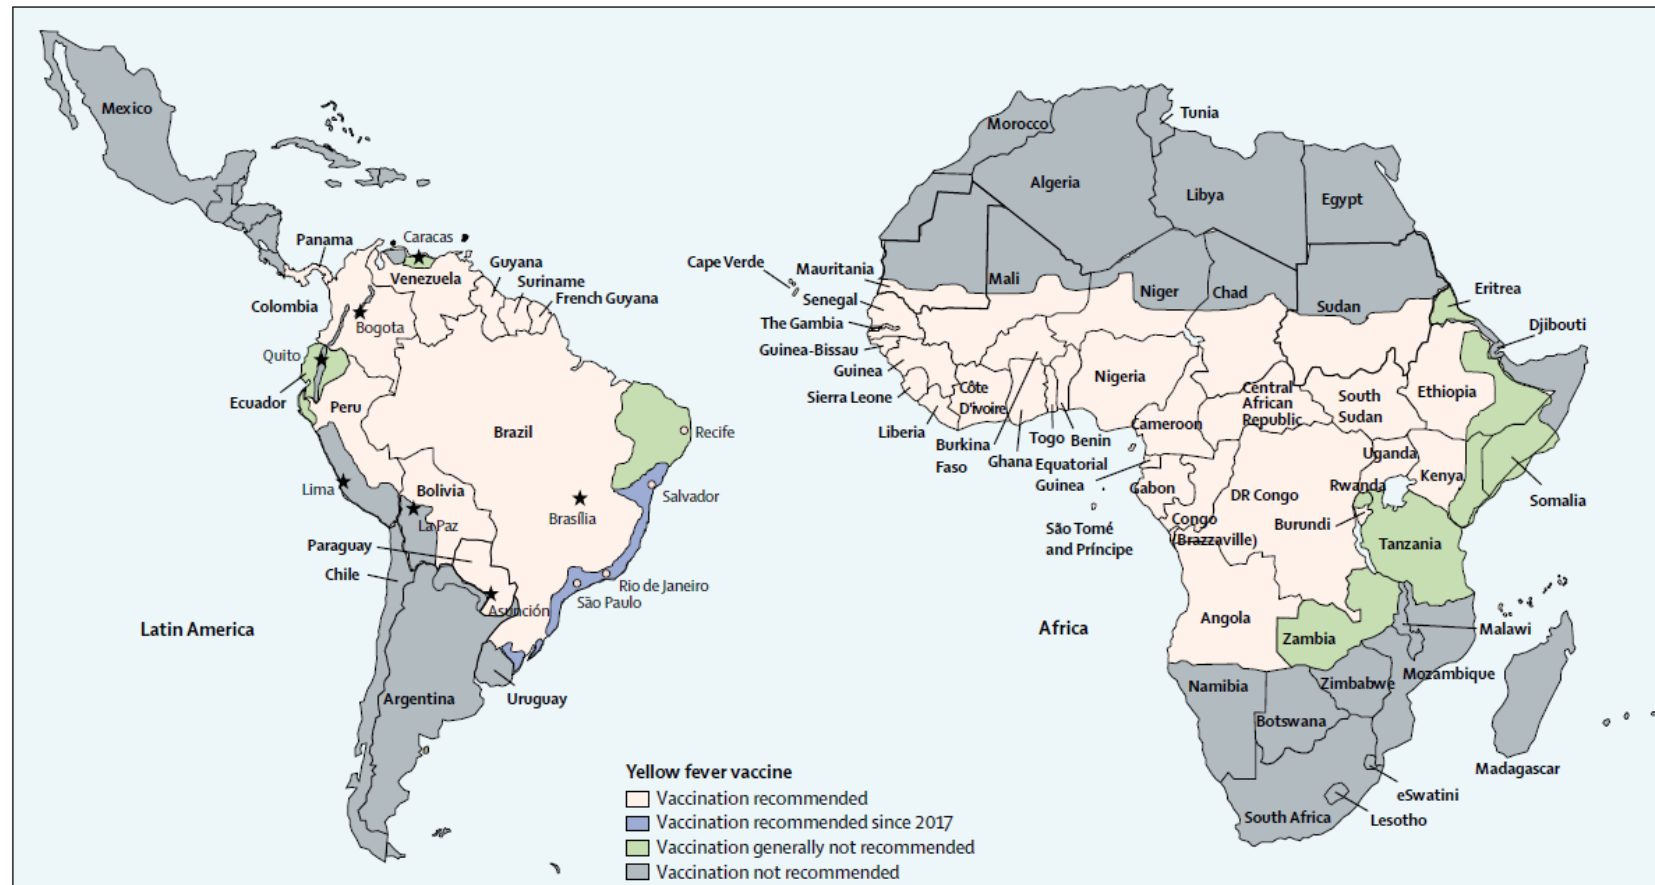 Mexico
Panama
Caracas
Venezuela
Guyana
Suriname
French Guyana
Colombia
Bogota
Quito
Ecuador
Peru
Brazil
Recife
Lima
Bolivia
La Paz
Salvador
Brasília
Paraguay
Chile
Rio de Janeiro
São Paulo
Asunción
Latin America
Argentina
Uruguay
Morocco
Tunia
Algeria
Libya
Egypt
Cape Verde
Mauritania
Mali
Niger
Chad
Sudan
Eritrea
Senegal
Djibouti
The Gambia
Guinea-Bissau
Guinea
Sierra Leone
Côte
D'ivoire
Nigeria
Central
African
Republic
South
Sudan
Ethiopia
Liberia
Burkina
Faso
Ghana
Togo
Benin
Cameroon
Equatorial
Guinea
Uganda
Kenya
Gabon
DR Congo
Rwanda
Somalia
São Tomé
and Príncipe
Congo
(Brazzaville)
Burundi
Tanzania
Africa
Angola
Zambia
Malawi
Namibia
Zimbabwe
Mozambique
Botswana
Madagascar
eSwatini
South Africa
Lesotho
Yellow fever vaccine
Vaccination recommended
Vaccination recommended since 2017
Vaccination generally not recommended
Vaccination not recommended